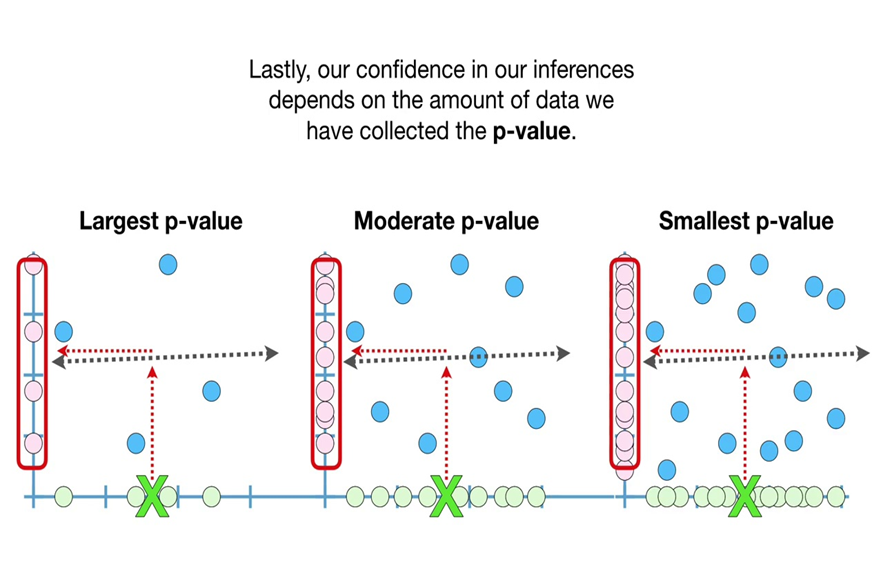 Lastly, our confidence in our inferences
depends on the amount of data we
have collected the p-value.
Largest p-value
Moderate p-value
Smallest p-value
X
X
X